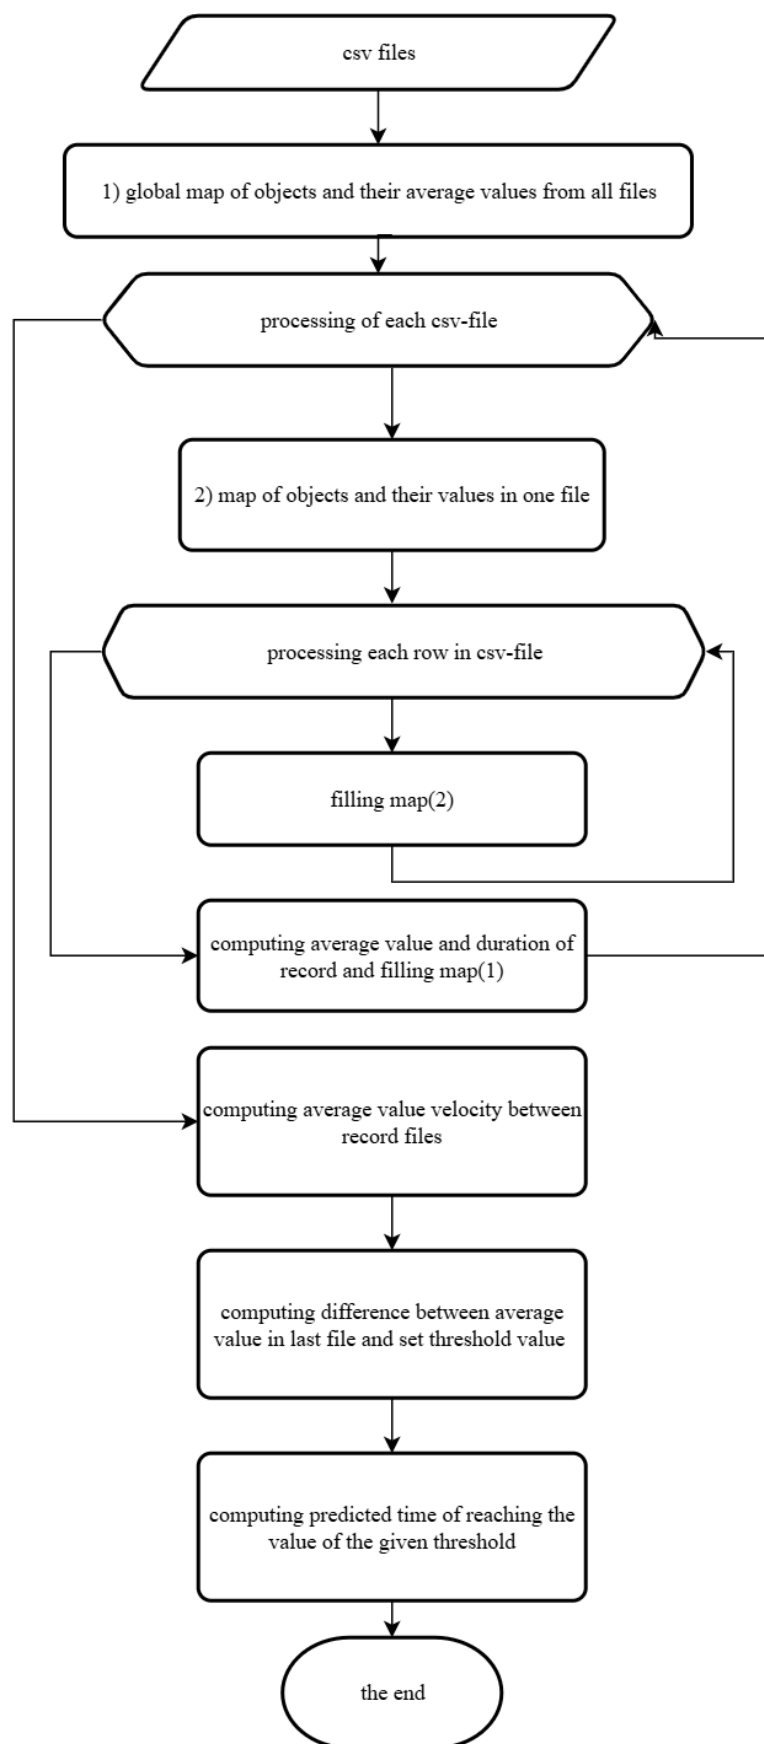 csv files
1) global map of objects and their average values from all files
processing of each csv-file
2) map of objects and their values in one file
processing each row in csv-file
filling map(2)
computing average value and duration of
record and filling map(1)
computing average value velocity between
record files
computing difference between average
value in last file and set threshold value
computing predicted time of reaching the
value of the given threshold
the end